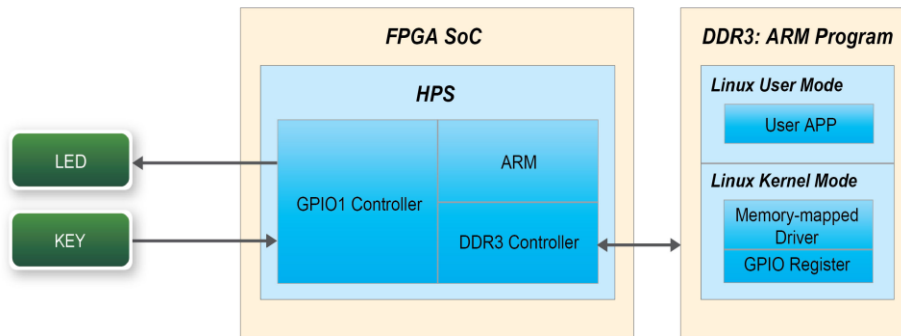 FPGA SoC
HPS
LED
KEY
GPIO1 Controller
ARM
DDR3 Controller
DDR3: ARM Program
Linux User Mode
User APP
Linux Kernel Mode
Memory-mapped
Driver
GPIO Register